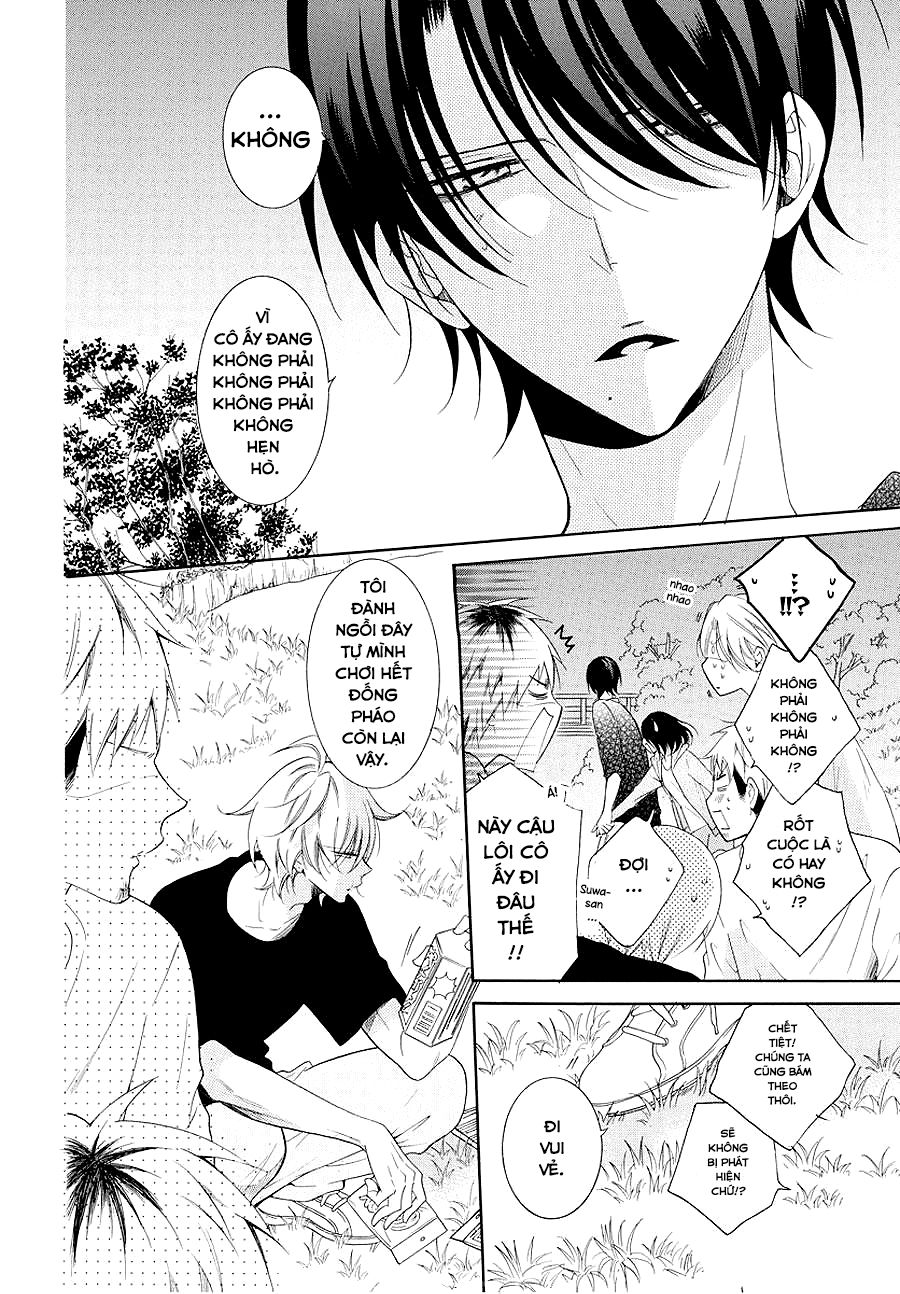 ...
KHÔNG
VÌ
CÔ ẤY ĐANG
KHÔNG PHẢI
KHÔNG PHẢI
KHÔNG PHẢI
KHÔNG
HẸN
HÒ.
!!?
nhao
nhao
KHÔNG
PHẢI
KHÔNG
PHẢI
KHÔNG
!?
RỐT
CUỘC LÀ
CÓ HAY
KHÔNG
!?
Á!
ĐỢI
...
Suwa-
san
...
NÀY CẬU
LÔI CÔ
ẤY ĐI
ĐÂU
THẾ
!!
TÔI
ĐÀNH
NGỒI ĐÂY
TỰ MÌNH
CHƠI HẾT
ĐỐNG
PHÁO
CÒN LẠI
VẬY.
CHẾT
TIỆT!
CHÚNG TA
CŨNG BÁM
THEO
THÔI.
SẼ
KHÔNG
BỊ PHÁT
HIỆN
CHỨ!?
ĐI
VUI
VẺ.